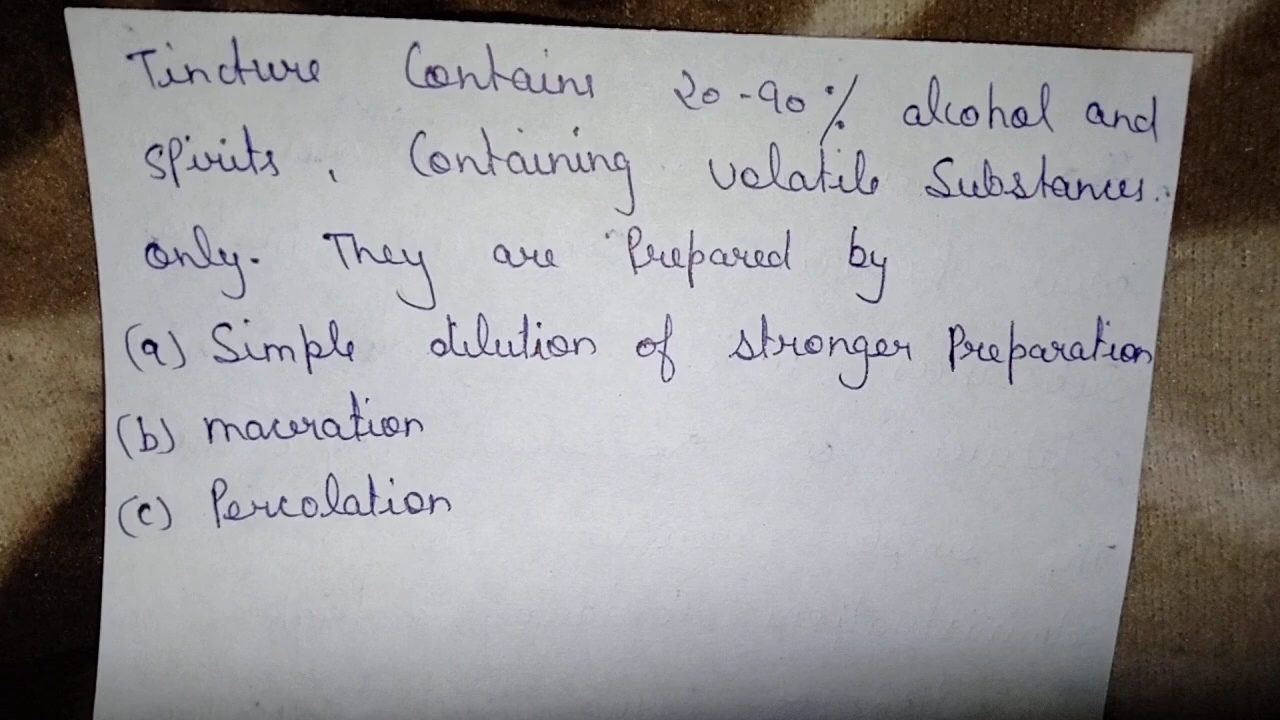 Tincture Contains 20-90% alcohol and
spirits, Containing volatile Substances.
only. They are Prepared by
(a) Simple dilution of stronger Preparation
(b) maceration
(c) Percolation